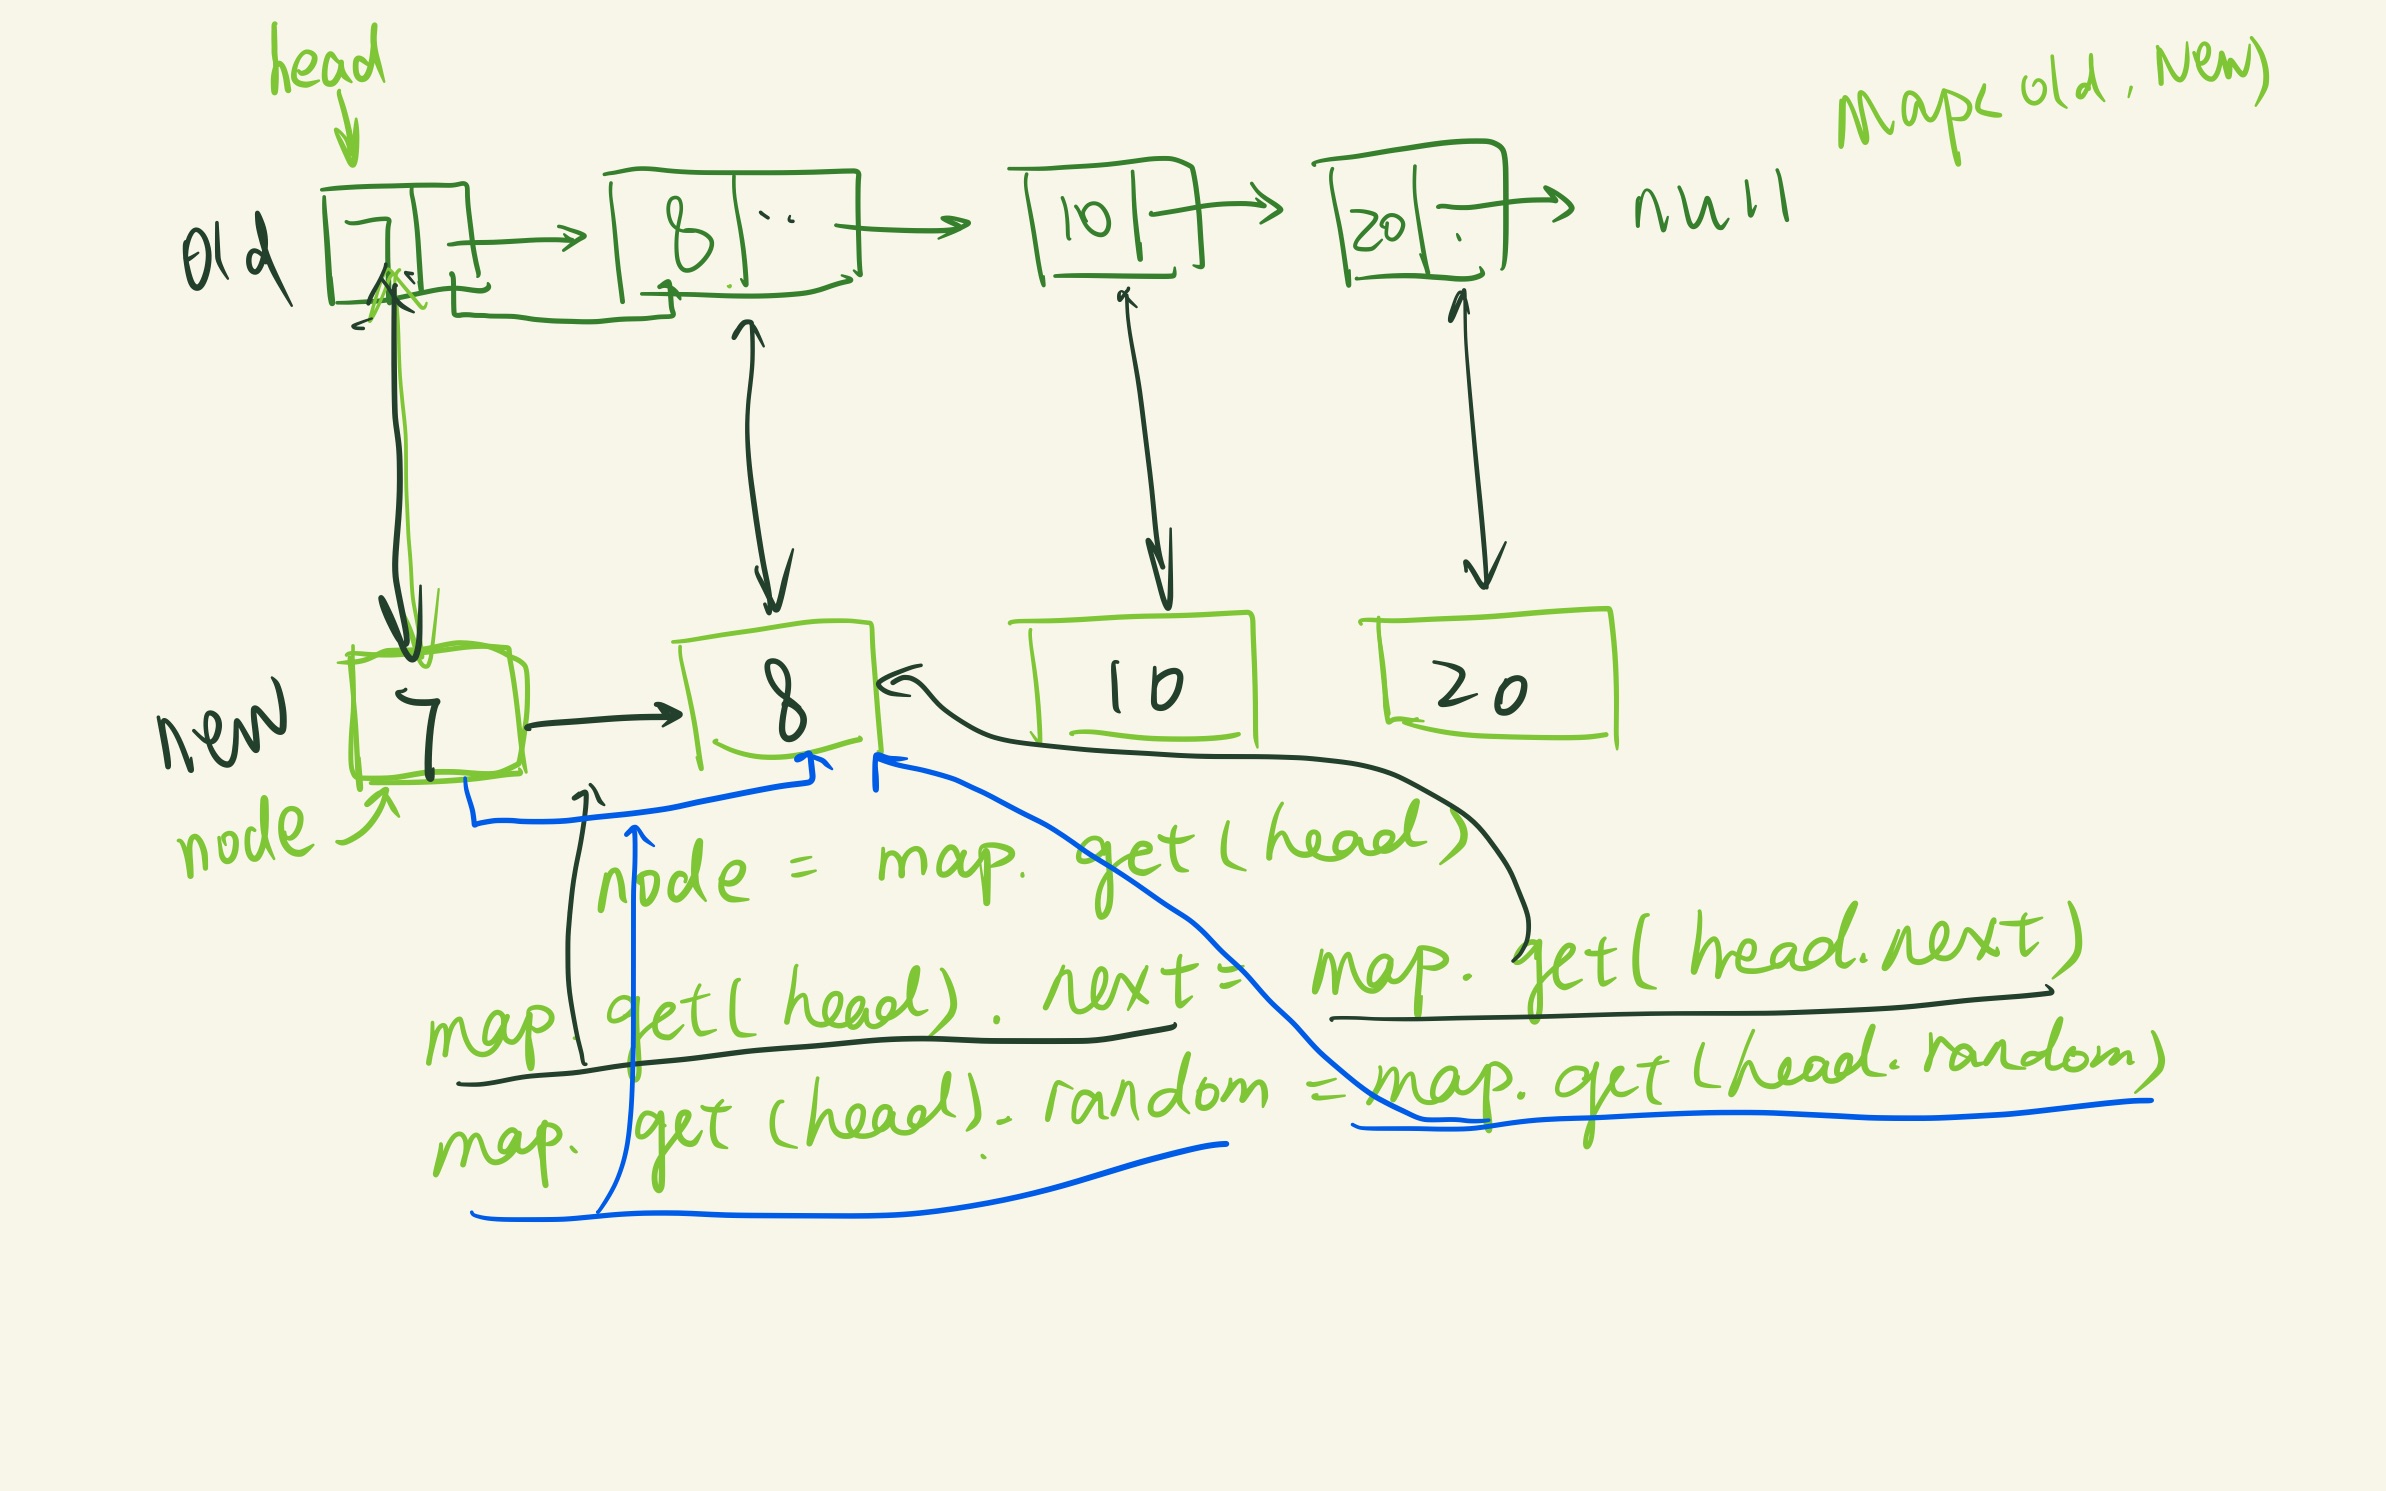 head
Map< old, New)
old
7 8 10 20 null
New
7 8 10 20
node
node = map. get (head)
map. get( head). next = map. get( head.next)
map. get (head). random = map. get (head. random)